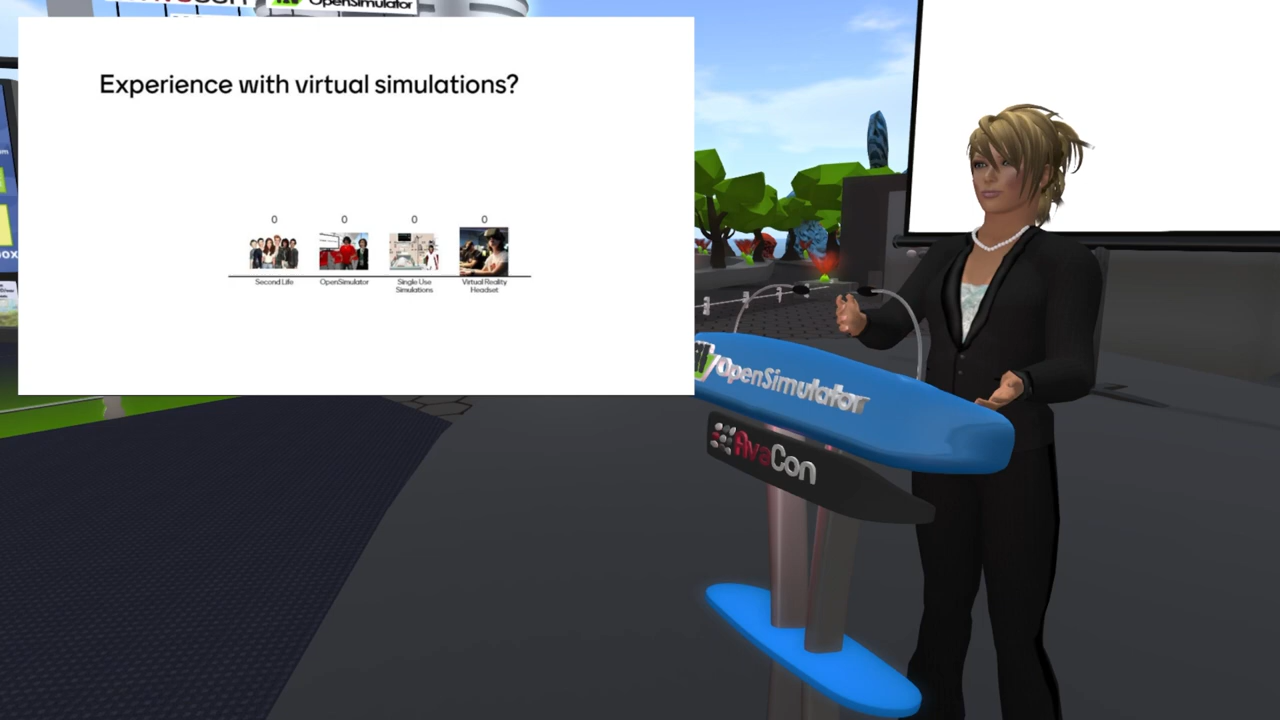 OpenSimulator
Experience with virtual simulations?
0 0 0 0
Second Life
OpenSimulator
Single Use
Simulations
Virtual Reality
Headset
OpenSimulator
AvaCon